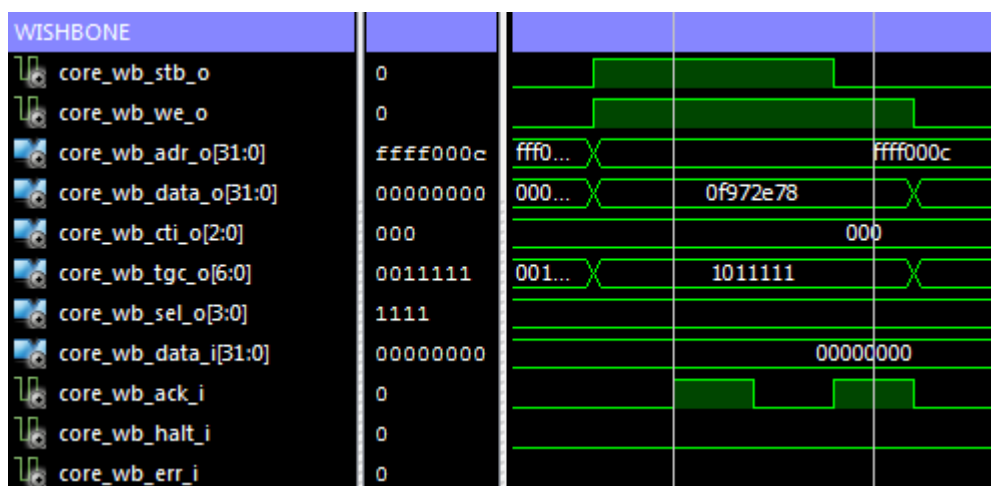 WISHBONE
core_wb_stb_o 0
core_wb_we_o 0
core_wb_adr_o[31:0] ffff000c fff0... ffff000c
core_wb_data_o[31:0] 00000000 000... 0f972e78
core_wb_cti_o[2:0] 000 000
core_wb_tgc_o[6:0] 0011111 001... 1011111
core_wb_sel_o[3:0] 1111
core_wb_data_i[31:0] 00000000 00000000
core_wb_ack_i 0
core_wb_halt_i 0
core_wb_err_i 0